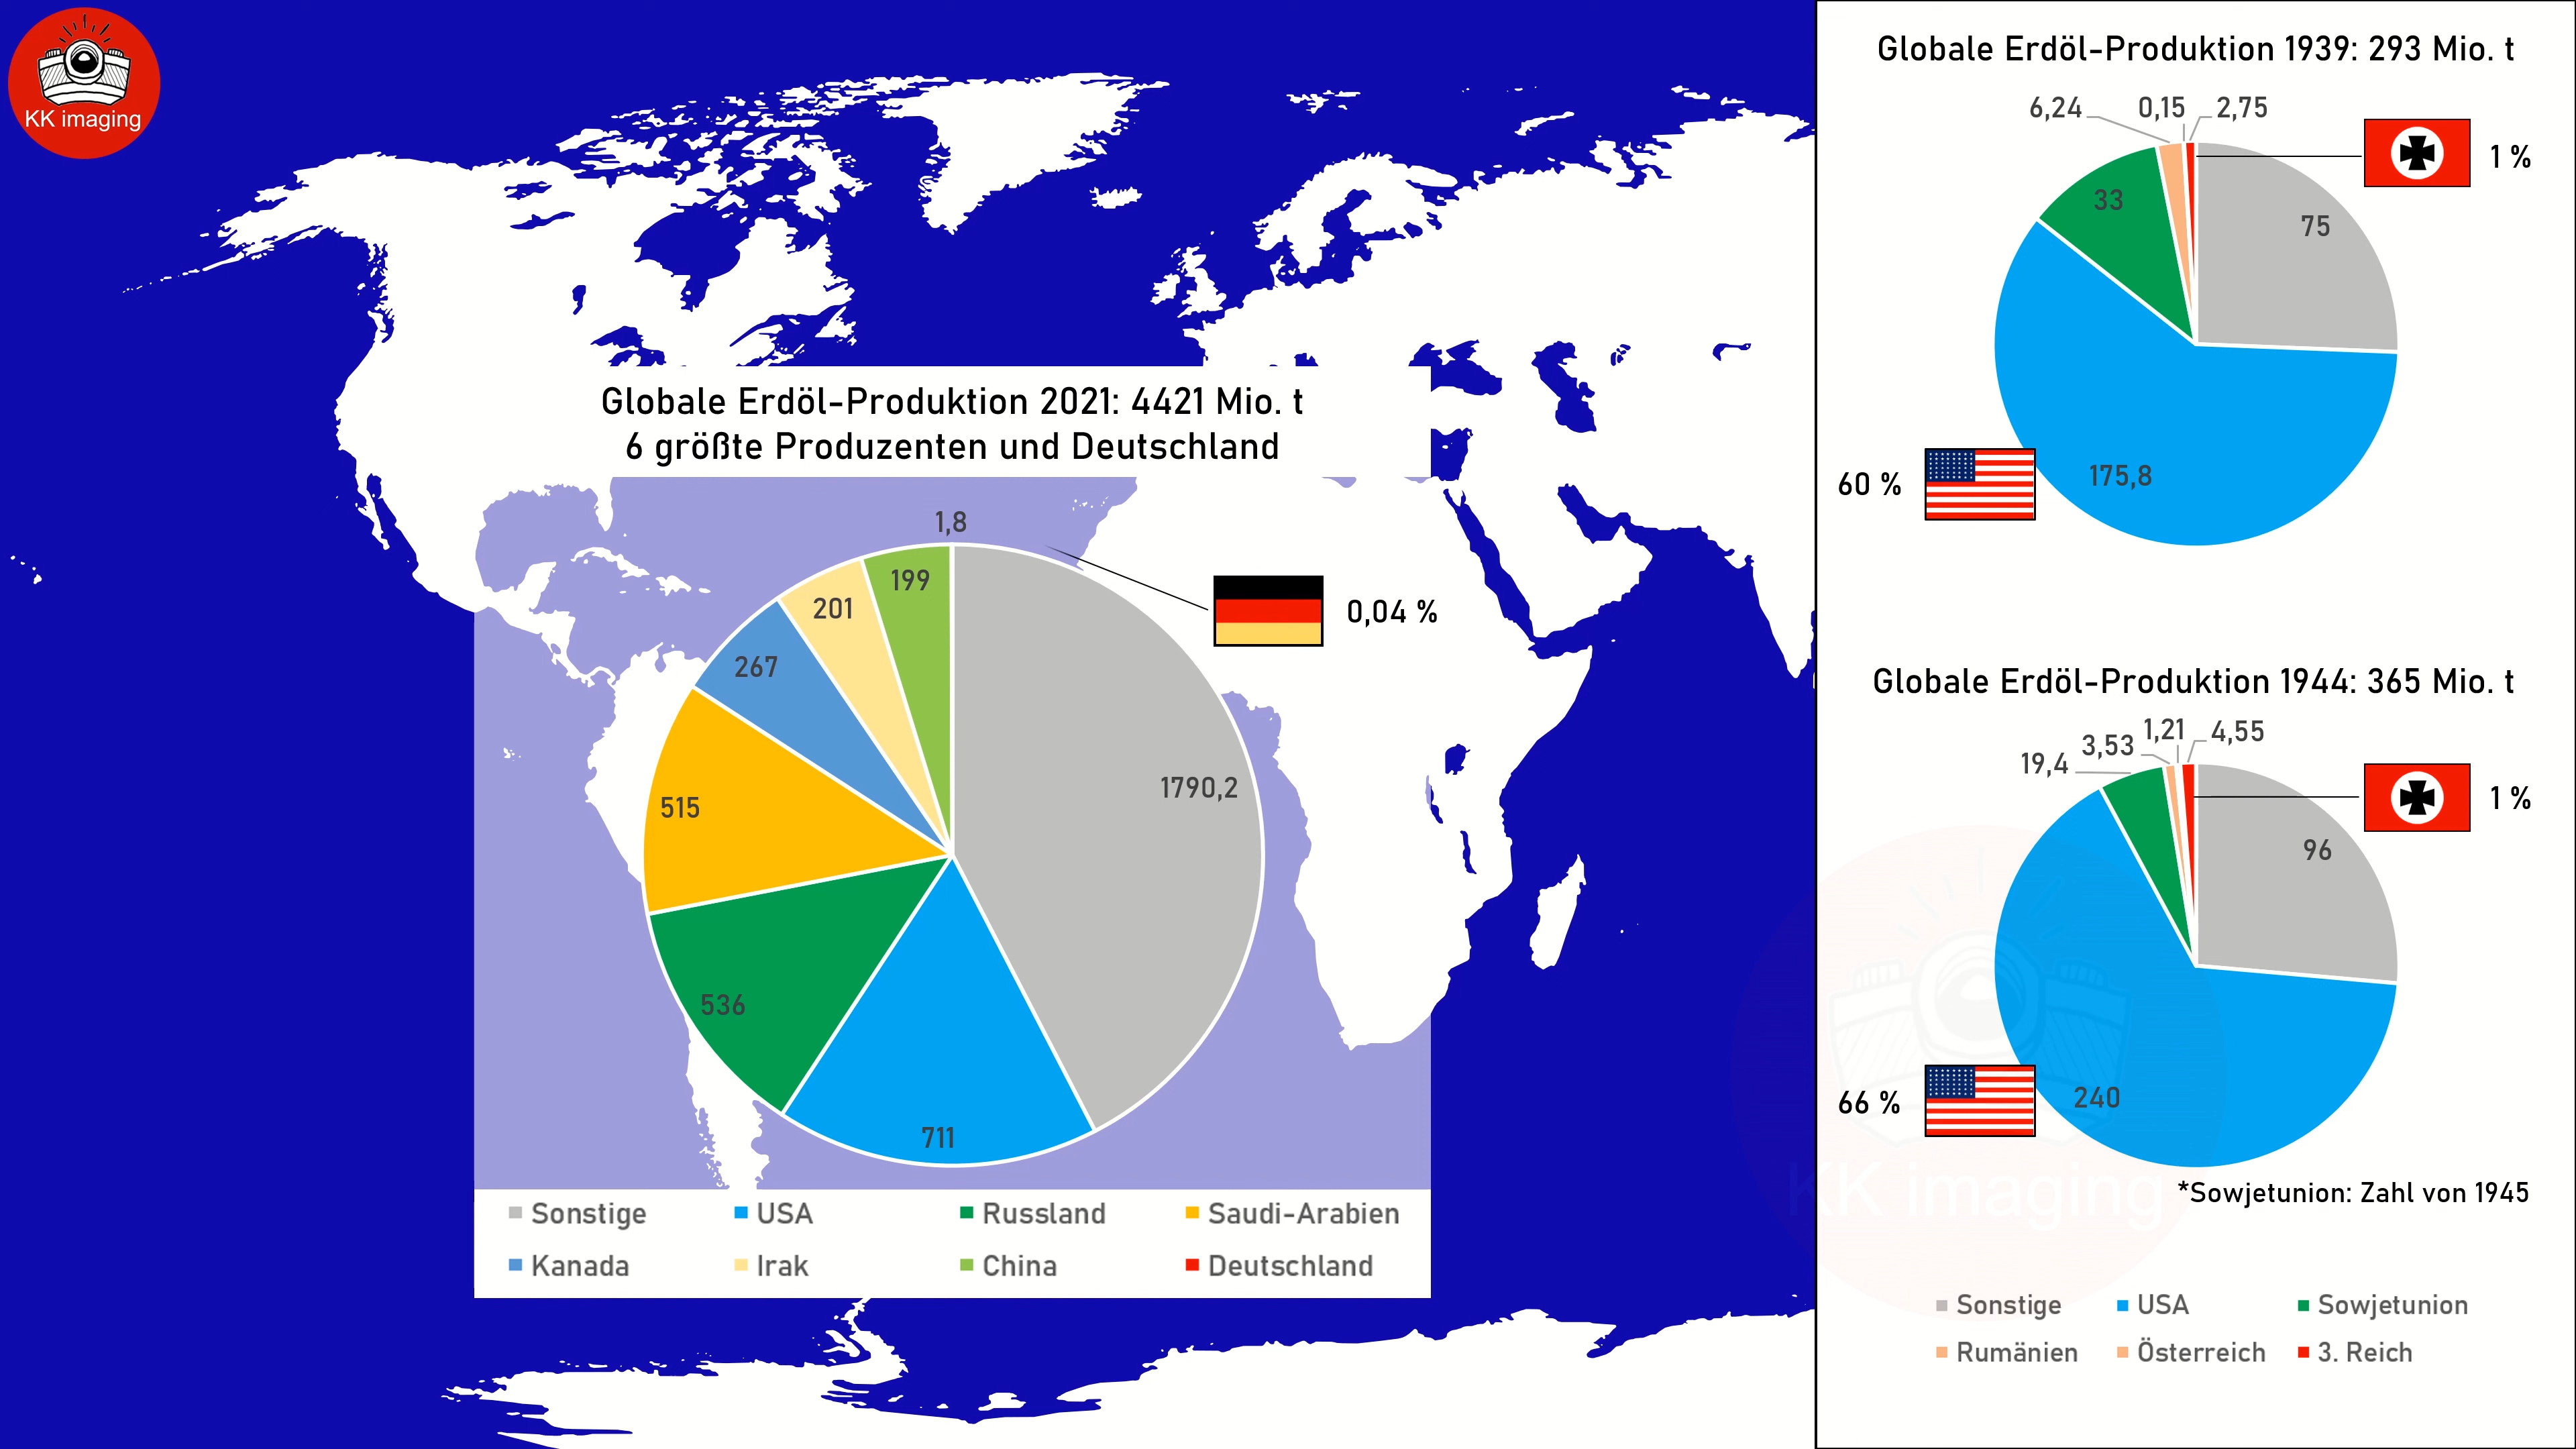 KK imaging
Globale Erdöl-Produktion 2021: 4421 Mio. t
6 größte Produzenten und Deutschland
1,8
199
201
267
515
536
711
1790,2
0,04 %
Sonstige USA Russland Saudi-Arabien
Kanada Irak China Deutschland
Globale Erdöl-Produktion 1939: 293 Mio. t
6,24 0,15 2,75
1 %
33
75
60 %
175,8
Globale Erdöl-Produktion 1944: 365 Mio. t
19,4 3,53 1,21 4,55
1 %
96
66 %
240
KK imaging
*Sowjetunion: Zahl von 1945
Sonstige USA Sowjetunion
Rumänien Österreich 3. Reich